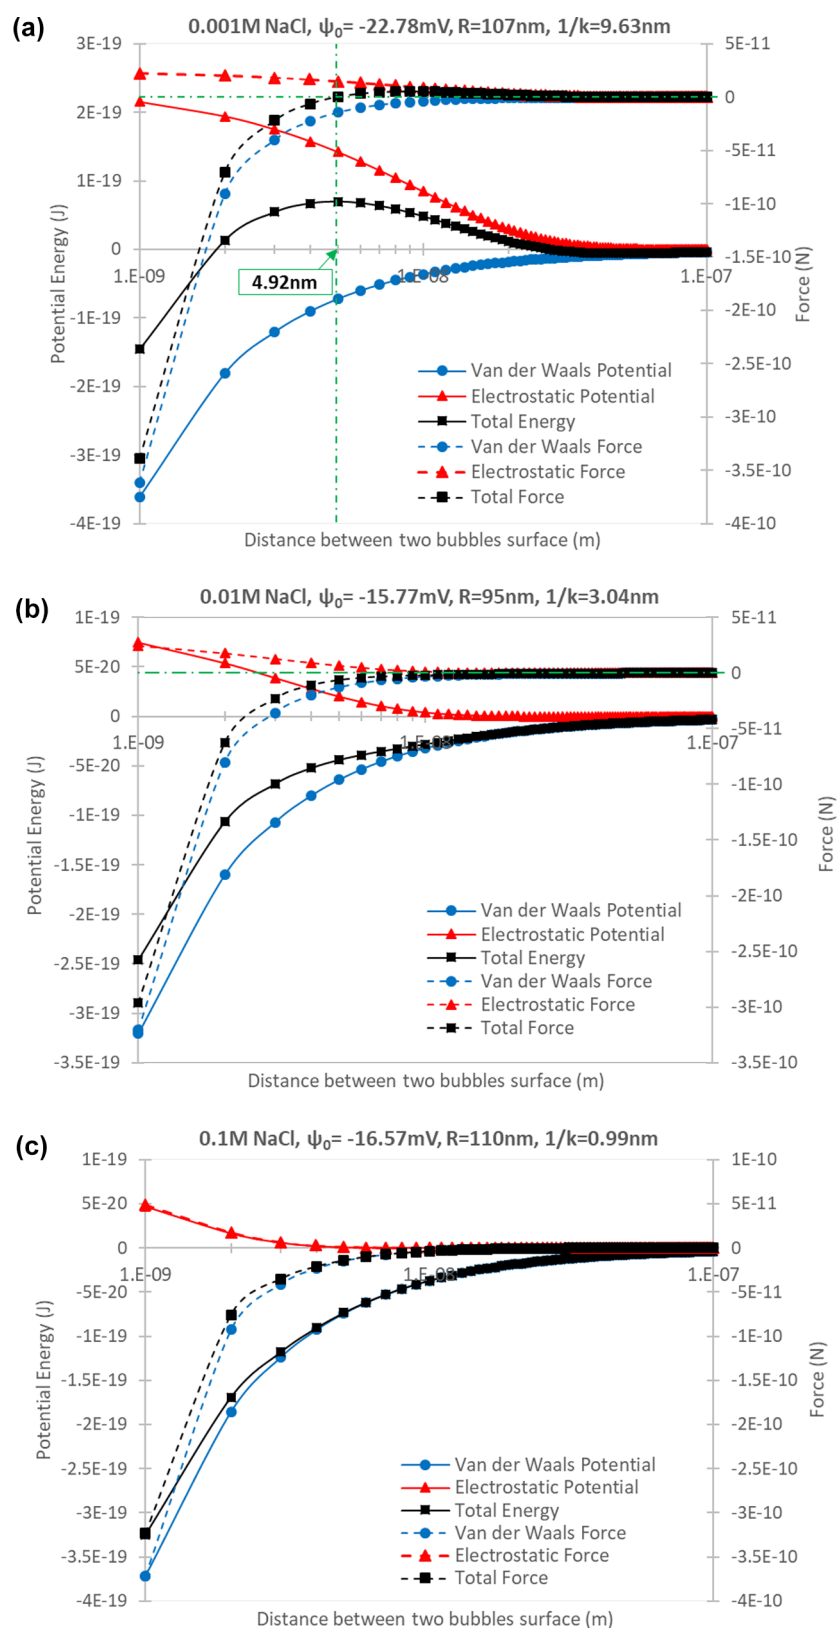 (a)
0.001M NaCl, ψ₀= -22.78mV, R=107nm, 1/k=9.63nm
3E-19
2E-19
1E-19
0
-1E-19
-2E-19
-3E-19
-4E-19
Potential Energy (J)
5E-11
0
-5E-11
-1E-10
-1.5E-10
-2E-10
-2.5E-10
-3E-10
-3.5E-10
-4E-10
Force (N)
1.E-09
1.E-08
1.E-07
4.92nm
Van der Waals Potential
Electrostatic Potential
Total Energy
Van der Waals Force
Electrostatic Force
Total Force
Distance between two bubbles surface (m)
(b)
0.01M NaCl, ψ₀= -15.77mV, R=95nm, 1/k=3.04nm
1E-19
5E-20
0
-5E-20
-1E-19
-1.5E-19
-2E-19
-2.5E-19
-3E-19
-3.5E-19
Potential Energy (J)
5E-11
0
-5E-11
-1E-10
-1.5E-10
-2E-10
-2.5E-10
-3E-10
-3.5E-10
Force (N)
1.E-09
1.E-08
1.E-07
Van der Waals Potential
Electrostatic Potential
Total Energy
Van der Waals Force
Electrostatic Force
Total Force
Distance between two bubbles surface (m)
(c)
0.1M NaCl, ψ₀= -16.57mV, R=110nm, 1/k=0.99nm
1E-19
5E-20
0
-5E-20
-1E-19
-1.5E-19
-2E-19
-2.5E-19
-3E-19
-3.5E-19
-4E-19
Potential Energy (J)
1E-10
5E-11
0
-5E-11
-1E-10
-1.5E-10
-2E-10
-2.5E-10
-3E-10
-3.5E-10
-4E-10
Force (N)
1.E-09
1.E-08
1.E-07
Van der Waals Potential
Electrostatic Potential
Total Energy
Van der Waals Force
Electrostatic Force
Total Force
Distance between two bubbles surface (m)